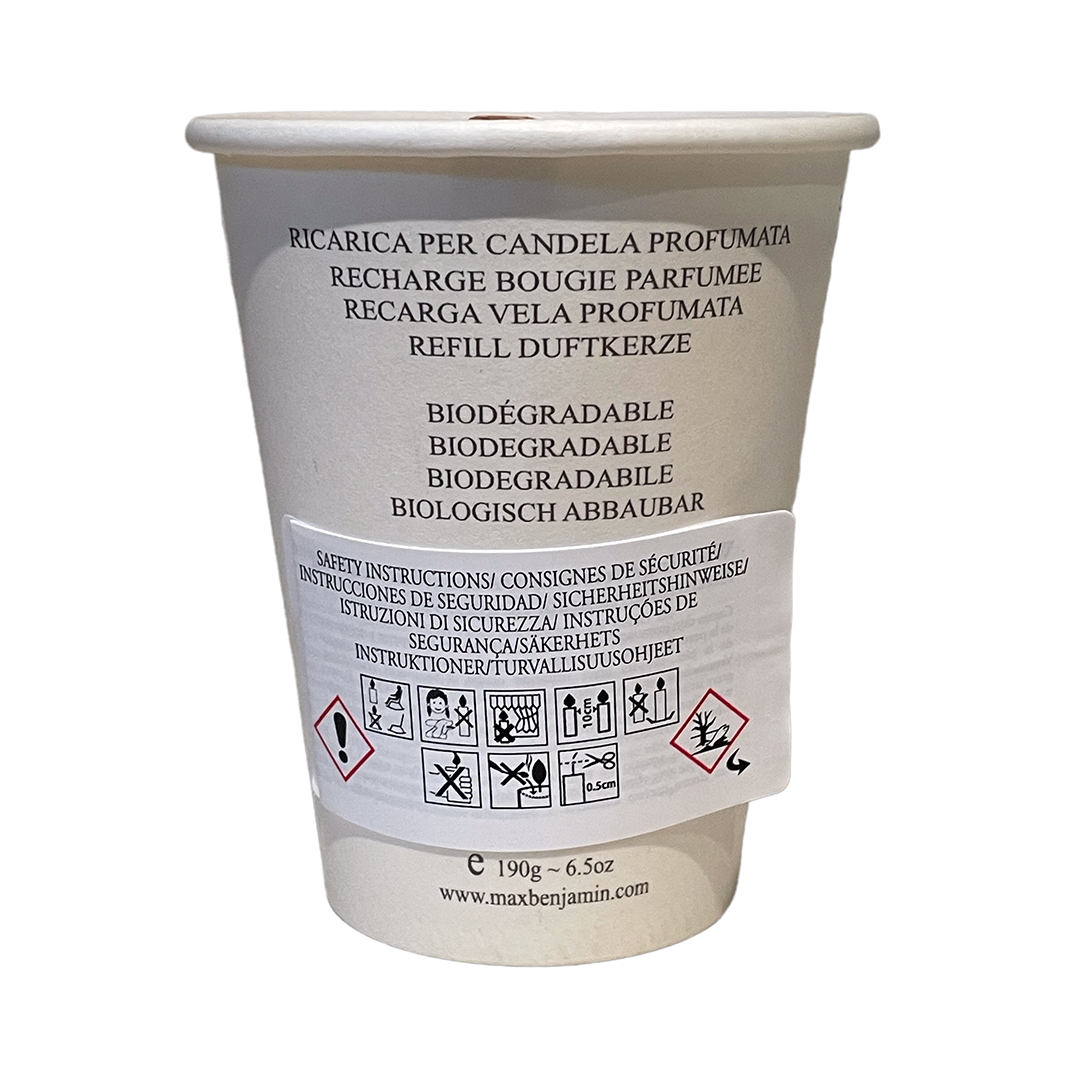 RICARICA PER CANDELA PROFUMATA
RECHARGE BOUGIE PARFUMEE
RECARGA VELA PROFUMATA
REFILL DUFTKERZE
BIODÉGRADABLE
BIODEGRADABLE
BIODEGRADABILE
BIOLOGISCH ABBAUBAR
SAFETY INSTRUCTIONS/ CONSIGNES DE SÉCURITÉ/
INSTRUCCIONES DE SEGURIDAD/ SICHERHEITSHINWEISE/
ISTRUZIONI DI SICUREZZA/ INSTRUÇÓES DE
SEGURANÇA/SÄKERHETS
INSTRUKTIONER/TURVALLISUUSOHJEET
10cm
0.5cm
e 190g ~ 6.5oz
www.maxbenjamin.com